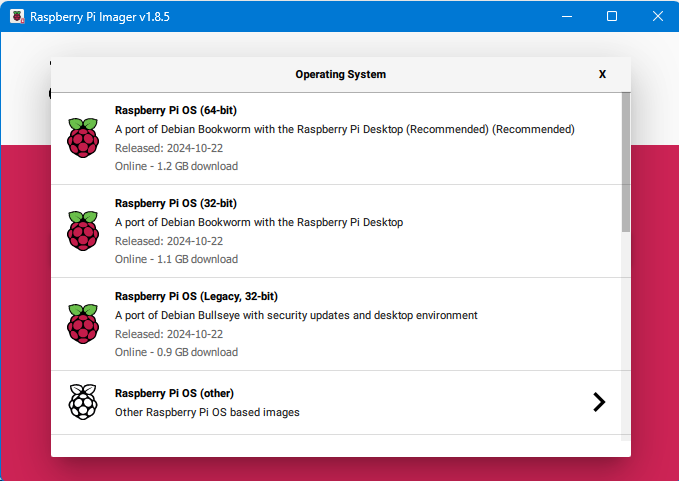 Raspberry Pi Imager v1.8.5
Operating System
X
Raspberry Pi OS (64-bit)
A port of Debian Bookworm with the Raspberry Pi Desktop (Recommended) (Recommended)
Released: 2024-10-22
Online - 1.2 GB download
Raspberry Pi OS (32-bit)
A port of Debian Bookworm with the Raspberry Pi Desktop
Released: 2024-10-22
Online - 1.1 GB download
Raspberry Pi OS (Legacy, 32-bit)
A port of Debian Bullseye with security updates and desktop environment
Released: 2024-10-22
Online - 0.9 GB download
Raspberry Pi OS (other)
Other Raspberry Pi OS based images